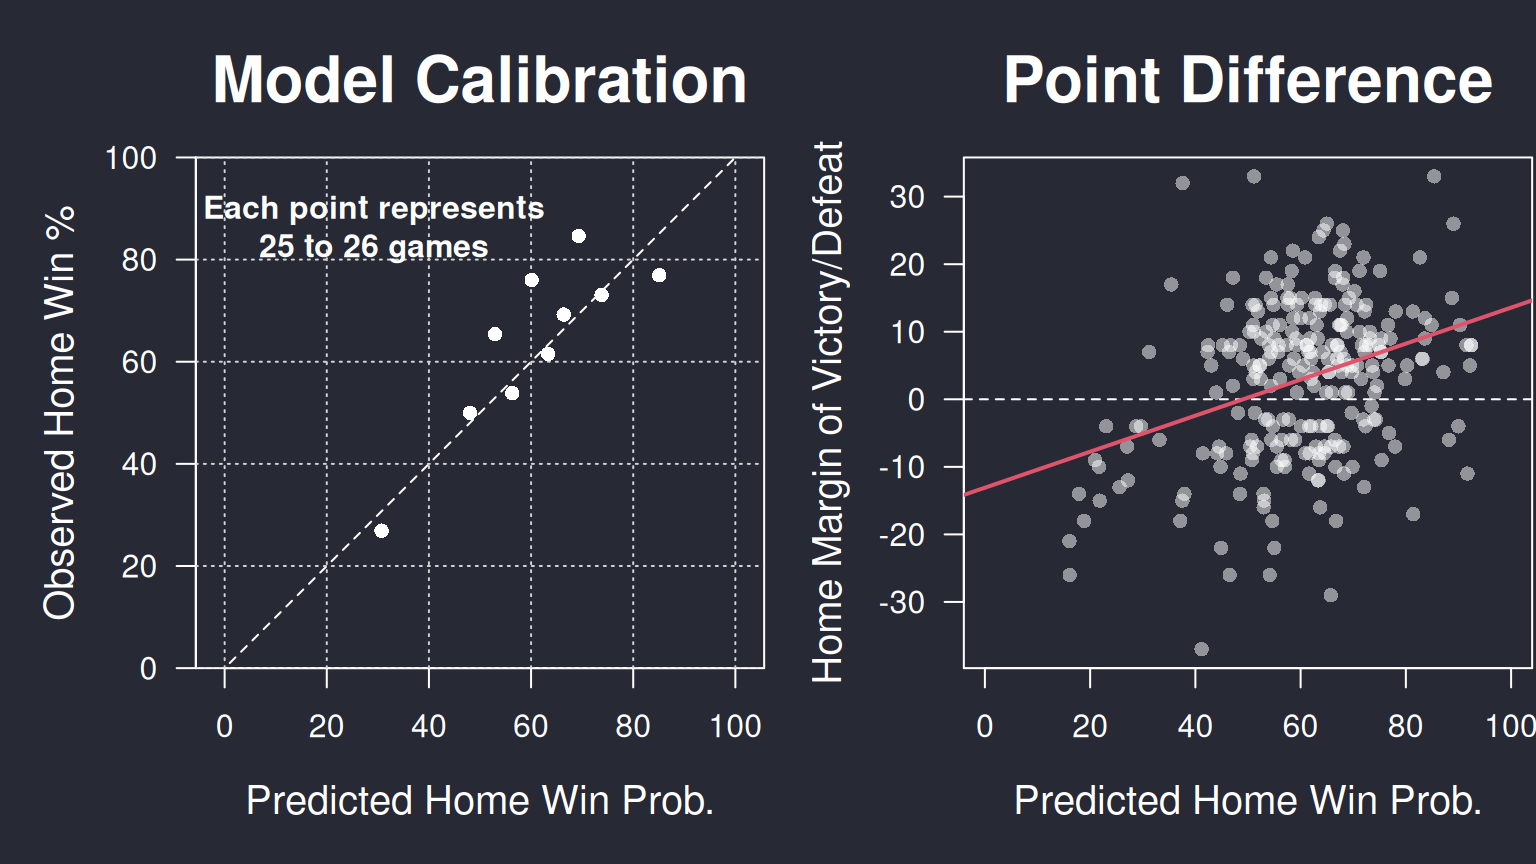 Model Calibration
Observed Home Win %
100
80
60
40
20
0
Each point represents
25 to 26 games
0 20 40 60 80 100
Predicted Home Win Prob.
Point Difference
Home Margin of Victory/Defeat
30
20
10
0
-10
-20
-30
0 20 40 60 80 100
Predicted Home Win Prob.